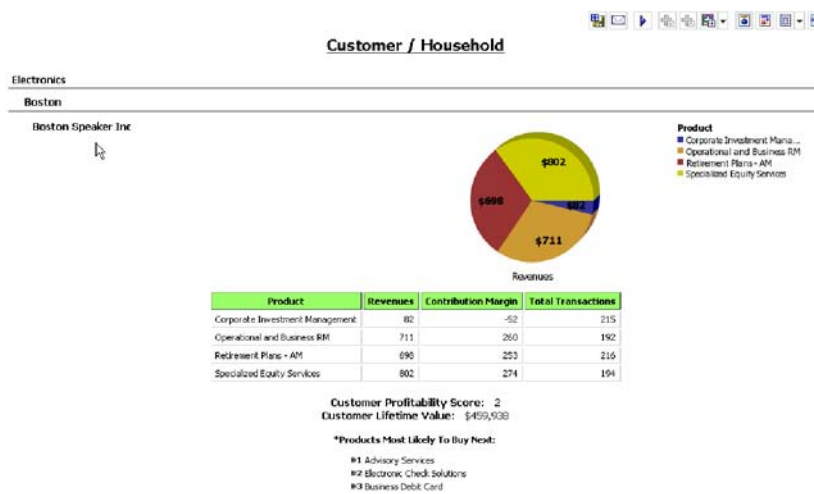 Customer / Household
Electronics
Boston
Boston Speaker Inc
$802
$698
$82
$711
Revenues
Product
Corporate Investment Mana...
Operational and Business RM
Retirement Plans - AM
Specialized Equity Services
Product Revenues Contribution Margin Total Transactions
Corporate Investment Management 82 -52 215
Operational and Business RM 711 260 192
Retirement Plans - AM 698 253 216
Specialized Equity Services 802 274 194
Customer Profitability Score: 2
Customer Lifetime Value: $459,938
*Products Most Likely To Buy Next:
#1 Advisory Services
#2 Electronic Check Solutions
#3 Business Debit Card